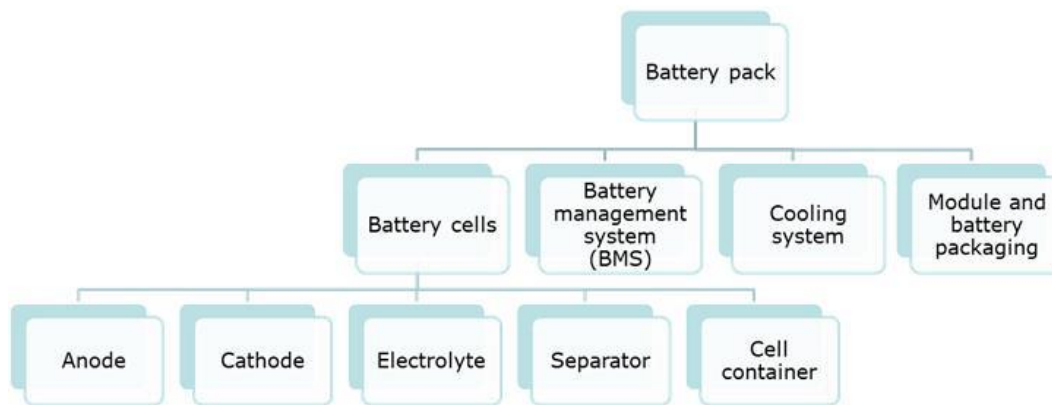 Battery pack
Battery cells
Battery
management
system
(BMS)
Cooling
system
Module and
battery
packaging
Anode
Cathode
Electrolyte
Separator
Cell
container